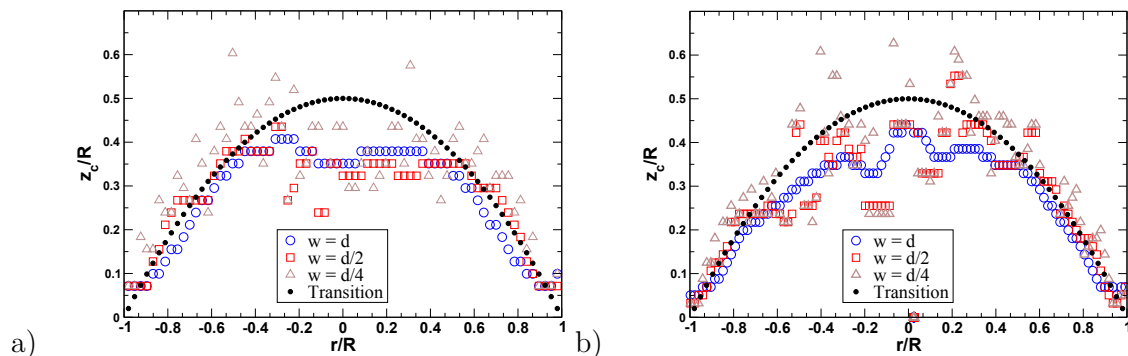 0.6
0.5
0.4
0.3
0.2
0.1
0
z_c/R
w = d
w = d/2
w = d/4
Transition
-1 -0.8 -0.6 -0.4 -0.2 0 0.2 0.4 0.6 0.8 1
r/R
a)
0.6
0.5
0.4
0.3
0.2
0.1
0
z_c/R
w = d
w = d/2
w = d/4
Transition
-1 -0.8 -0.6 -0.4 -0.2 0 0.2 0.4 0.6 0.8 1
r/R
b)